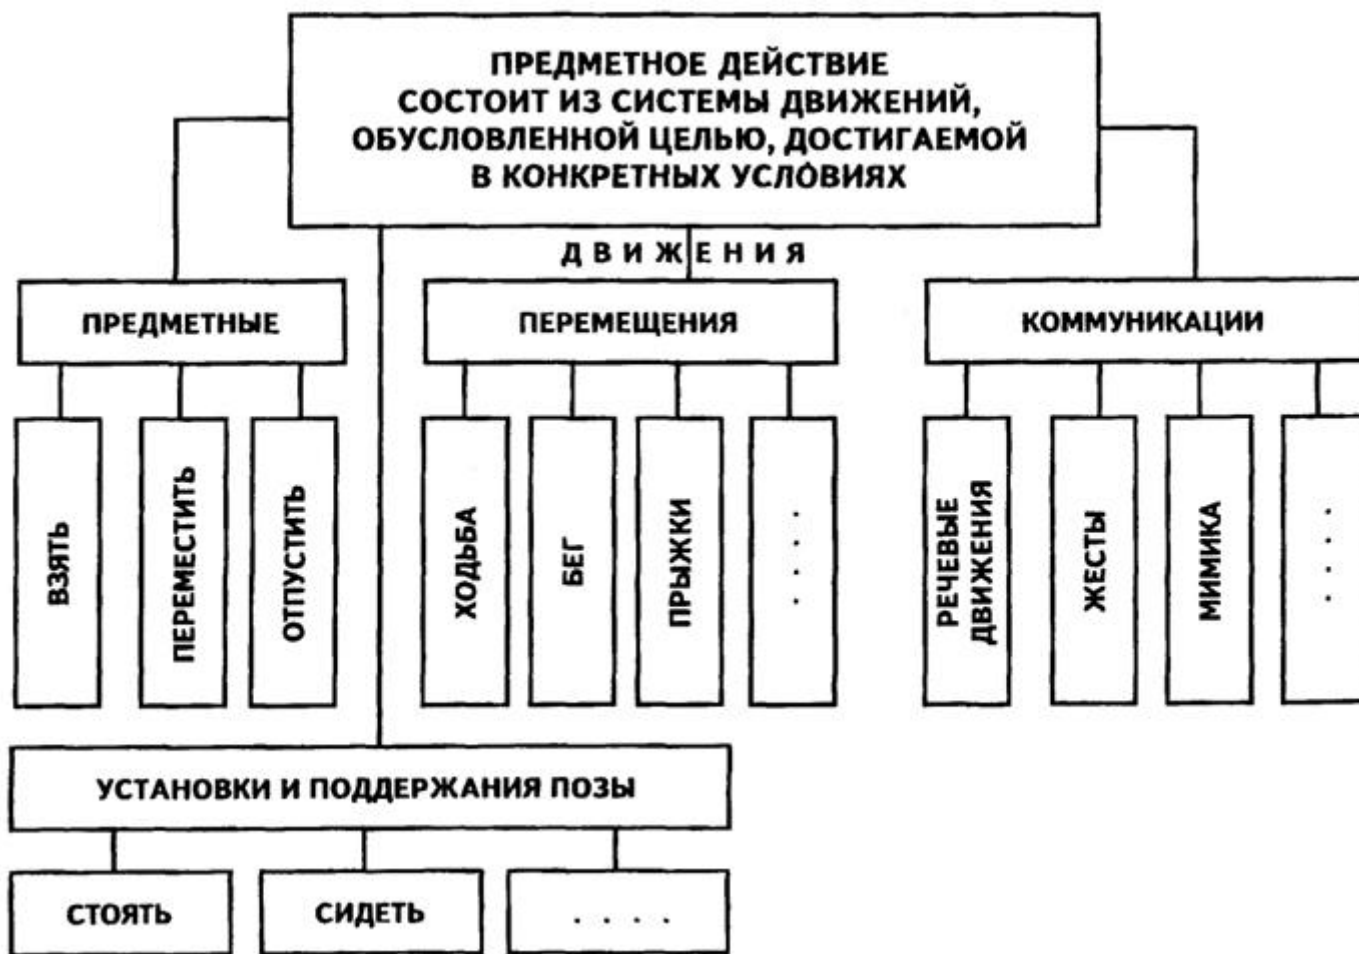 ПРЕДМЕТНОЕ ДЕЙСТВИЕ
СОСТОИТ ИЗ СИСТЕМЫ ДВИЖЕНИЙ,
ОБУСЛОВЛЕННОЙ ЦЕЛЬЮ, ДОСТИГАЕМОЙ
В КОНКРЕТНЫХ УСЛОВИЯХ
ДВИЖЕНИЯ
ПРЕДМЕТНЫЕ
ПЕРЕМЕЩЕНИЯ
КОММУНИКАЦИИ
ВЗЯТЬ
ПЕРЕМЕСТИТЬ
ОТПУСТИТЬ
ХОДЬБА
БЕГ
ПРЫЖКИ
. . . .
РЕЧЕВЫЕ
ДВИЖЕНИЯ
ЖЕСТЫ
МИМИКА
. . . .
УСТАНОВКИ И ПОДДЕРЖАНИЯ ПОЗЫ
СТОЯТЬ
СИДЕТЬ
. . . .